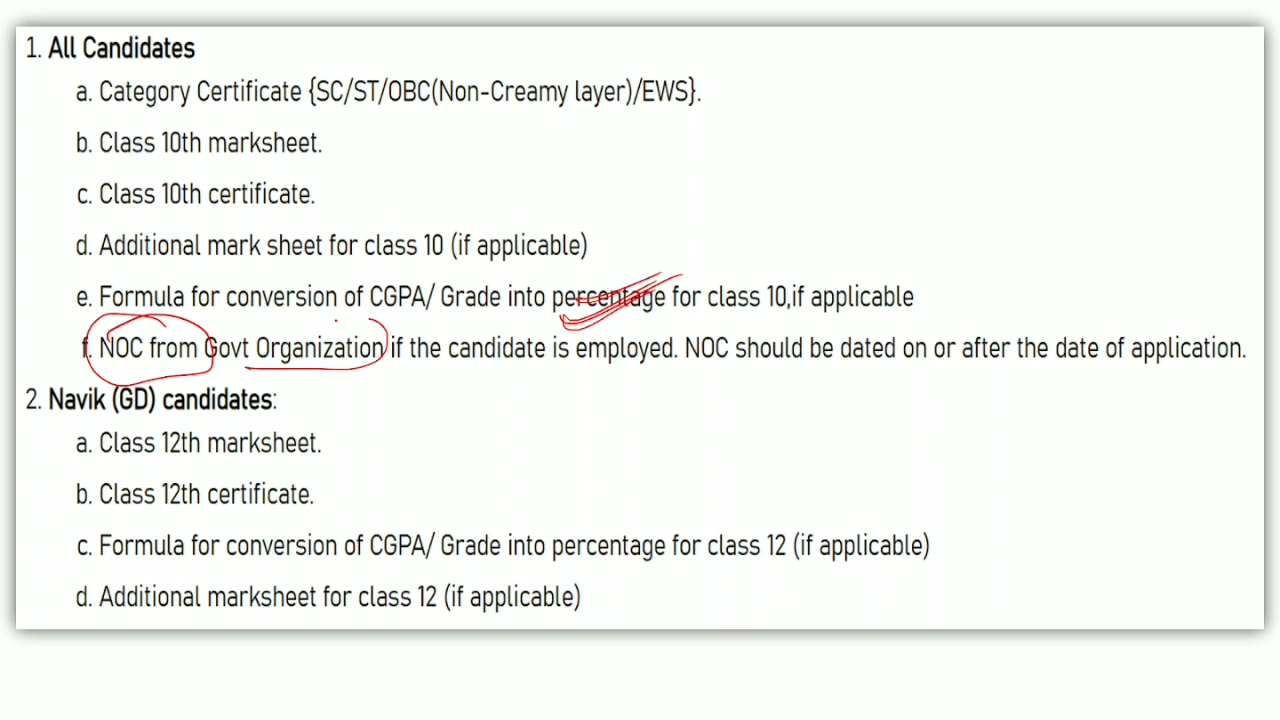 1. All Candidates
a. Category Certificate {SC/ST/OBC(Non-Creamy layer)/EWS}.
b. Class 10th marksheet.
c. Class 10th certificate.
d. Additional mark sheet for class 10 (if applicable)
e. Formula for conversion of CGPA/ Grade into percentage for class 10,if applicable
f. NOC from Govt Organization if the candidate is employed. NOC should be dated on or after the date of application.
2. Navik (GD) candidates:
a. Class 12th marksheet.
b. Class 12th certificate.
c. Formula for conversion of CGPA/ Grade into percentage for class 12 (if applicable)
d. Additional marksheet for class 12 (if applicable)